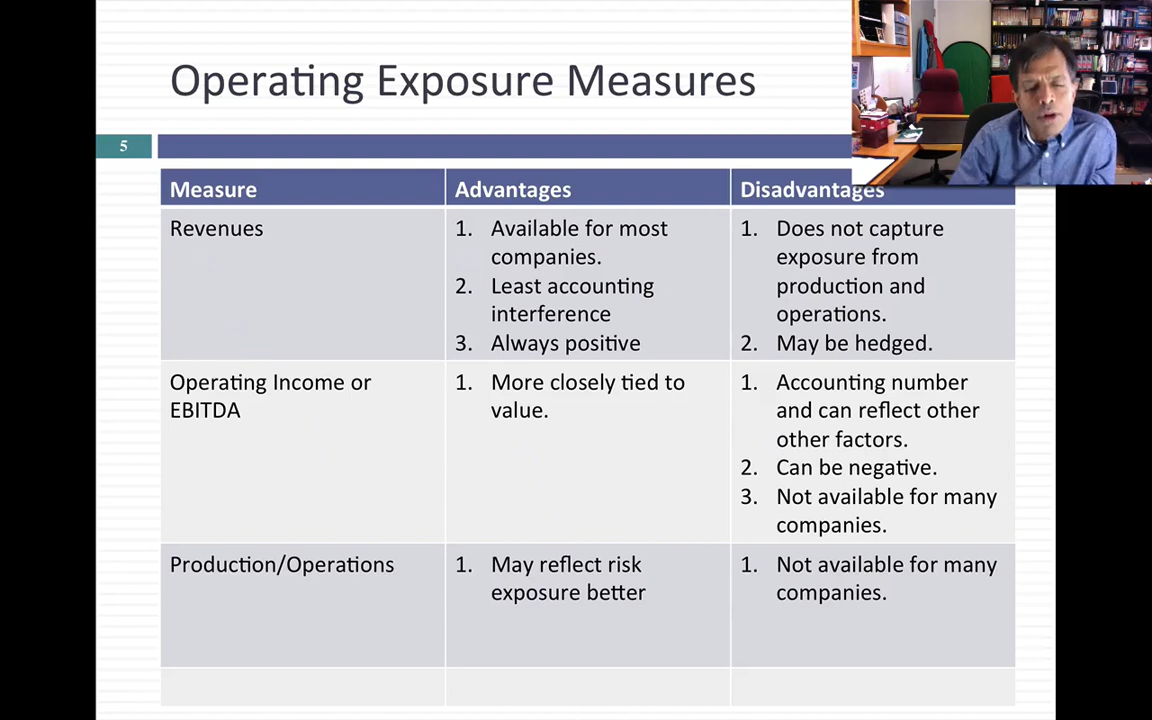 Operating Exposure Measures
5
Measure
Advantages
Disadvantages
Revenues
1. Available for most
companies.
2. Least accounting
interference
3. Always positive
1. Does not capture
exposure from
production and
operations.
2. May be hedged.
Operating Income or
EBITDA
1. More closely tied to
value.
1. Accounting number
and can reflect other
other factors.
2. Can be negative.
3. Not available for many
companies.
Production/Operations
1. May reflect risk
exposure better
1. Not available for many
companies.